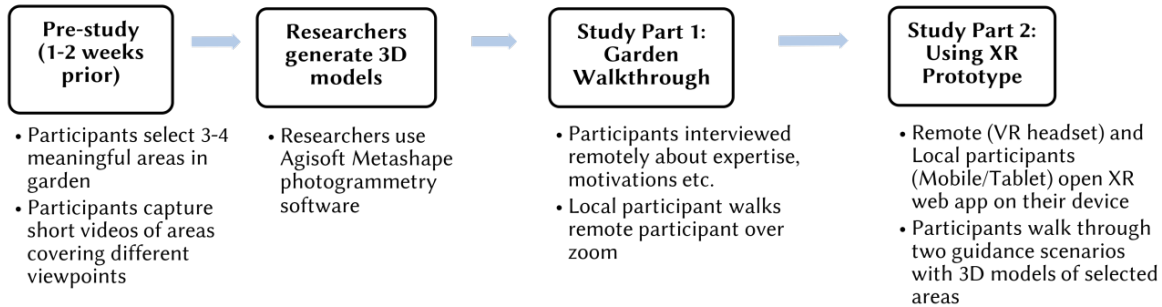 Pre-study
(1-2 weeks
prior)
• Participants select 3-4
meaningful areas in
garden
• Participants capture
short videos of areas
covering different
viewpoints
Researchers
generate 3D
models
• Researchers use
Agisoft Metashape
photogrammetry
software
Study Part 1:
Garden
Walkthrough
• Participants interviewed
remotely about expertise,
motivations etc.
• Local participant walks
remote participant over
zoom
Study Part 2:
Using XR
Prototype
• Remote (VR headset) and
Local participants
(Mobile/Tablet) open XR
web app on their device
• Participants walk through
two guidance scenarios
with 3D models of selected
areas